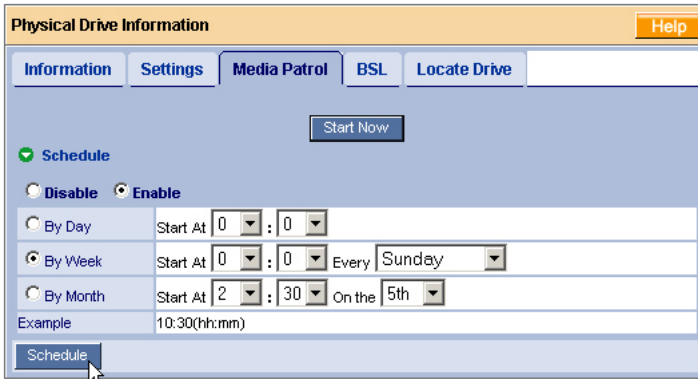 Physical Drive Information Help
Information Settings Media Patrol BSL Locate Drive
Start Now
Schedule
Disable Enable
By Day Start At 0 : 0
By Week Start At 0 : 0 Every Sunday
By Month Start At 2 : 30 On the 5th
Example 10:30(hh:mm)
Schedule